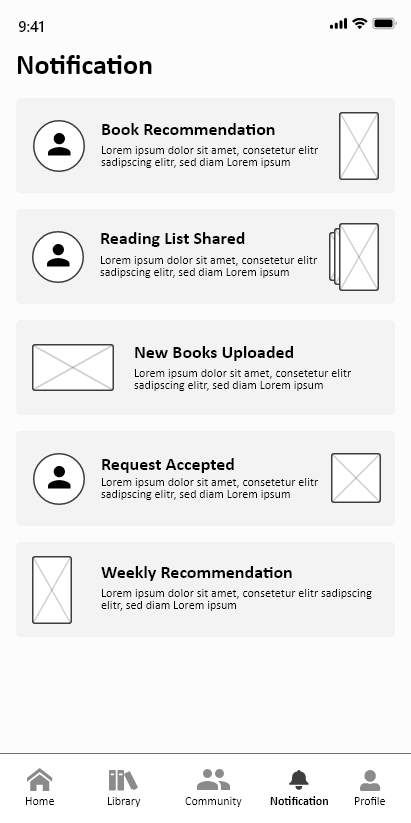 9:41
Notification
Book Recommendation
Lorem ipsum dolor sit amet, consetetur elitr
sadipscing elitr, sed diam Lorem ipsum
Reading List Shared
Lorem ipsum dolor sit amet, consetetur elitr
sadipscing elitr, sed diam Lorem ipsum
New Books Uploaded
Lorem ipsum dolor sit amet, consetetur elitr
sadipscing elitr, sed diam Lorem ipsum
Request Accepted
Lorem ipsum dolor sit amet, consetetur elitr
sadipscing elitr, sed diam Lorem ipsum
Weekly Recommendation
Lorem ipsum dolor sit amet, consetetur elitr sadipscing
elitr, sed diam Lorem ipsum
Home Library Community Notification Profile